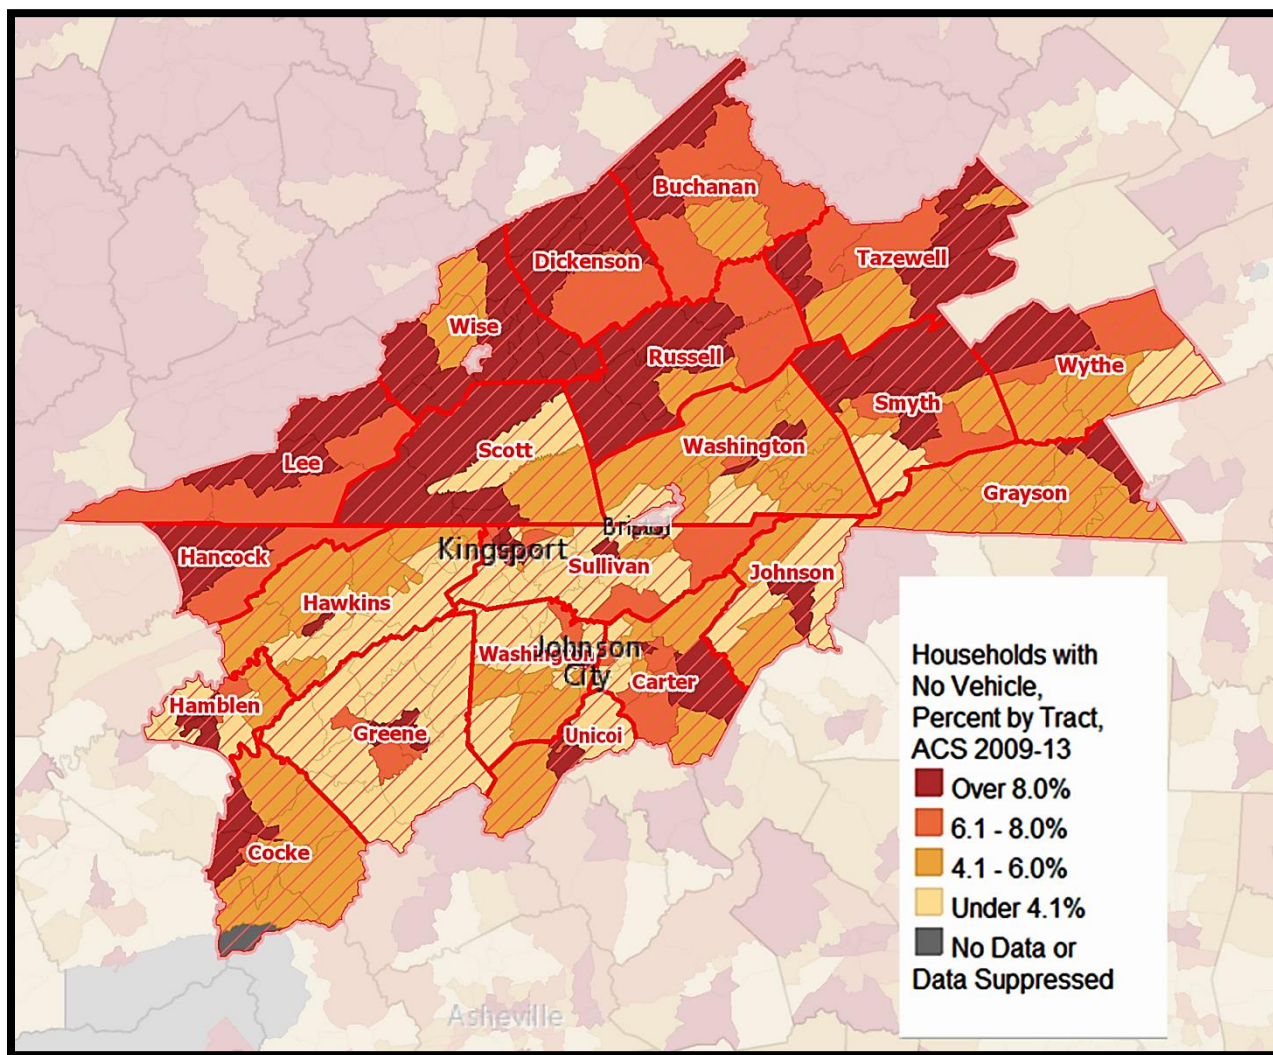 Buchanan
Dickenson
Tazewell
Wise
Russell
Wythe
Smyth
Scott
Washington
Lee
Grayson
Bristol
Kingsport
Hancock
Sullivan
Johnson
Hawkins
Johnson
City
Washington
Carter
Hamblen
Greene
Unicoi
Cocke
Asheville
Households with
No Vehicle,
Percent by Tract,
ACS 2009-13
Over 8.0%
6.1 - 8.0%
4.1 - 6.0%
Under 4.1%
No Data or
Data Suppressed